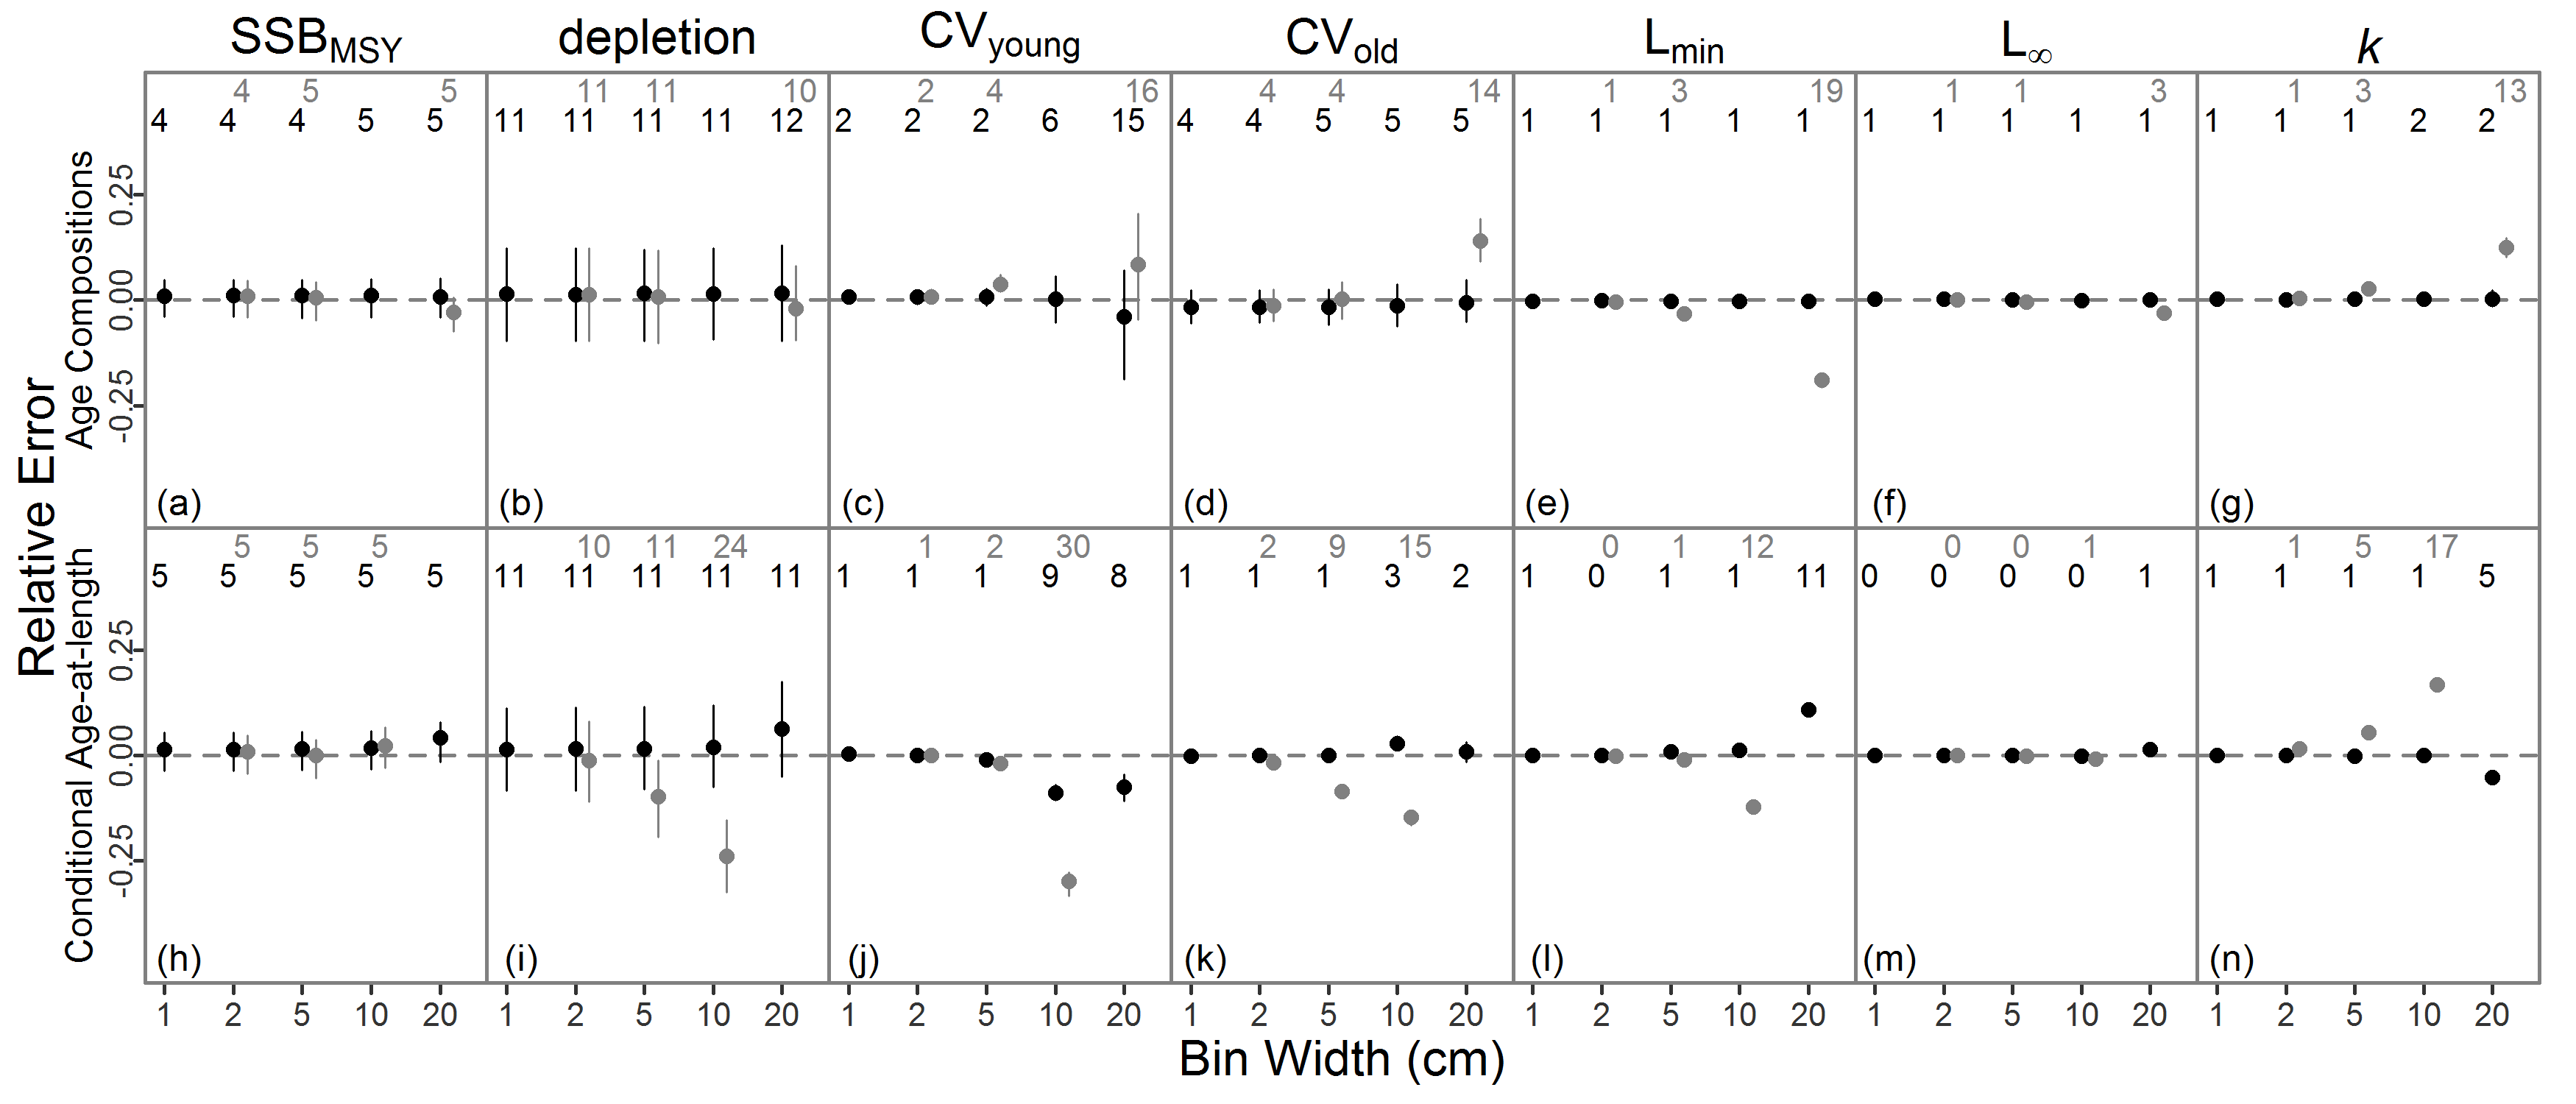 SSBMSY depletion CVyoung CVold Lmin L∞ k
4 5 5 11 11 10 2 4 16 4 4 14 1 3 19 1 1 3 1 3 13
4 4 4 5 5 11 11 11 11 12 2 2 2 6 15 4 4 5 5 5 1 1 1 1 1 1 1 1 1 1 1 1 1 2 2
Relative Error
Age Compositions
0.25
0.00
-0.25
(a) (b) (c) (d) (e) (f) (g)
5 5 5 10 11 24 1 2 30 2 9 15 0 1 12 0 0 1 1 5 17
5 5 5 5 5 11 11 11 11 11 1 1 1 9 8 1 1 1 3 2 1 0 1 1 11 0 0 0 0 1 1 1 1 1 5
Conditional Age-at-length
0.25
0.00
-0.25
(h) (i) (j) (k) (l) (m) (n)
1 2 5 10 20 1 2 5 10 20 1 2 5 10 20 1 2 5 10 20 1 2 5 10 20 1 2 5 10 20 1 2 5 10 20
Bin Width (cm)